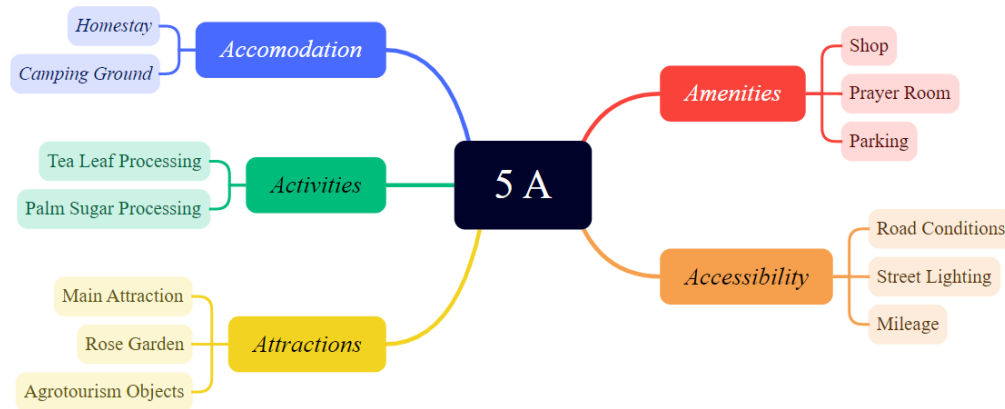 Homestay
Accomodation
Camping Ground
Tea Leaf Processing
Activities
Palm Sugar Processing
Main Attraction
Rose Garden
Attractions
Agrotourism Objects
5 A
Amenities
Shop
Prayer Room
Parking
Accessibility
Road Conditions
Street Lighting
Mileage